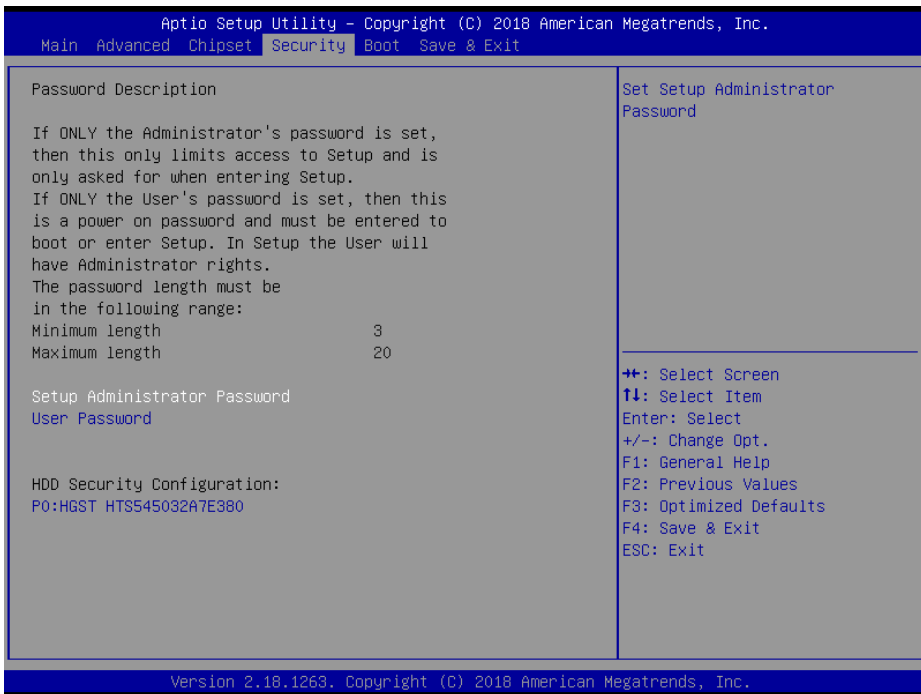 Aptio Setup Utility – Copyright (C) 2018 American Megatrends, Inc.
Main Advanced Chipset Security Boot Save & Exit
Password Description
If ONLY the Administrator's password is set,
then this only limits access to Setup and is
only asked for when entering Setup.
If ONLY the User's password is set, then this
is a power on password and must be entered to
boot or enter Setup. In Setup the User will
have Administrator rights.
The password length must be
in the following range:
Minimum length 3
Maximum length 20
Setup Administrator Password
User Password
HDD Security Configuration:
P0:HGST HTS545032A7E380
Set Setup Administrator
Password
→←: Select Screen
↑↓: Select Item
Enter: Select
+/-: Change Opt.
F1: General Help
F2: Previous Values
F3: Optimized Defaults
F4: Save & Exit
ESC: Exit
Version 2.18.1263. Copyright (C) 2018 American Megatrends, Inc.